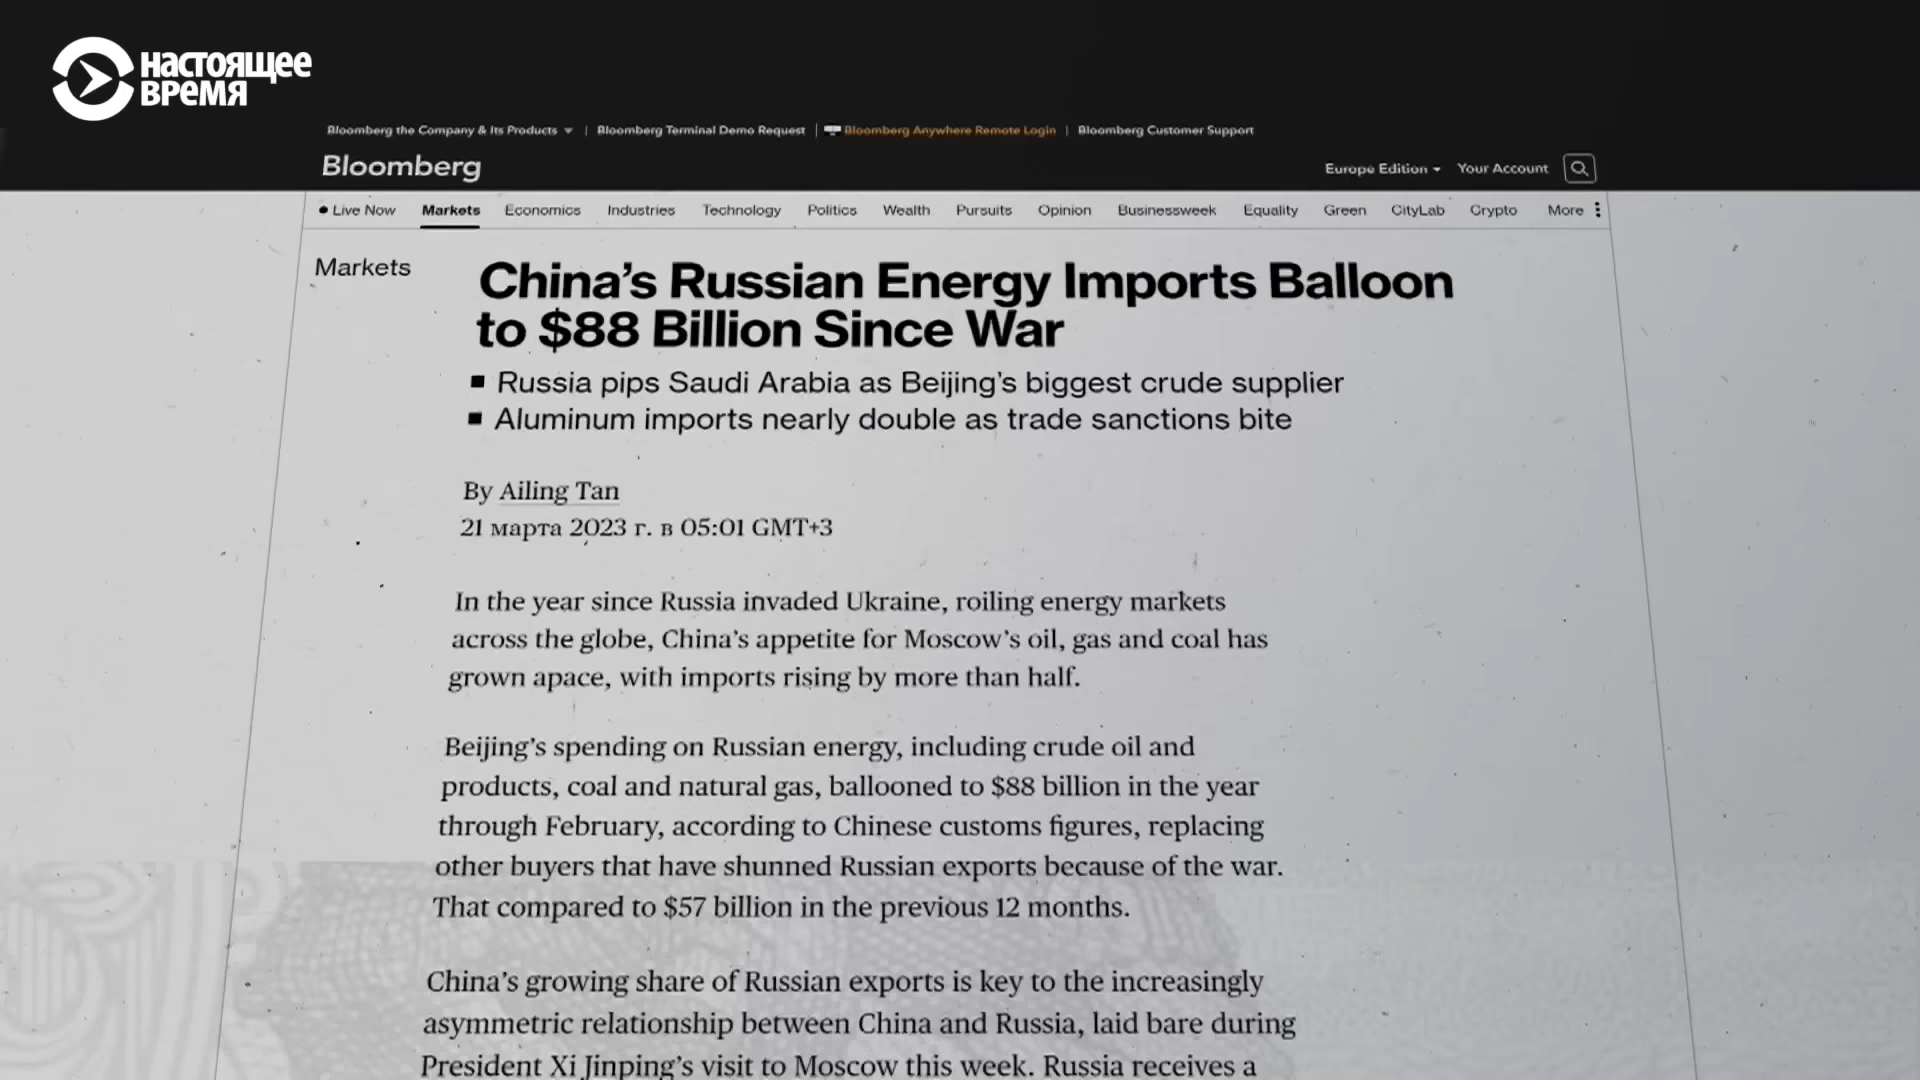 НАСТОЯЩЕЕ
ВРЕМЯ
Bloomberg the Company & Its Products | Bloomberg Terminal Demo Request | Bloomberg Anywhere Remote Login | Bloomberg Customer Support
Bloomberg
Europe Edition Your Account
Live Now Markets Economics Industries Technology Politics Wealth Pursuits Opinion Businessweek Equality Green CityLab Crypto More
Markets
China’s Russian Energy Imports Balloon
to $88 Billion Since War
■ Russia pips Saudi Arabia as Beijing’s biggest crude supplier
■ Aluminum imports nearly double as trade sanctions bite
By Ailing Tan
21 марта 2023 г. в 05:01 GMT+3
In the year since Russia invaded Ukraine, roiling energy markets
across the globe, China’s appetite for Moscow’s oil, gas and coal has
grown apace, with imports rising by more than half.
Beijing’s spending on Russian energy, including crude oil and
products, coal and natural gas, ballooned to $88 billion in the year
through February, according to Chinese customs figures, replacing
other buyers that have shunned Russian exports because of the war.
That compared to $57 billion in the previous 12 months.
China’s growing share of Russian exports is key to the increasingly
asymmetric relationship between China and Russia, laid bare during
President Xi Jinping’s visit to Moscow this week. Russia receives a